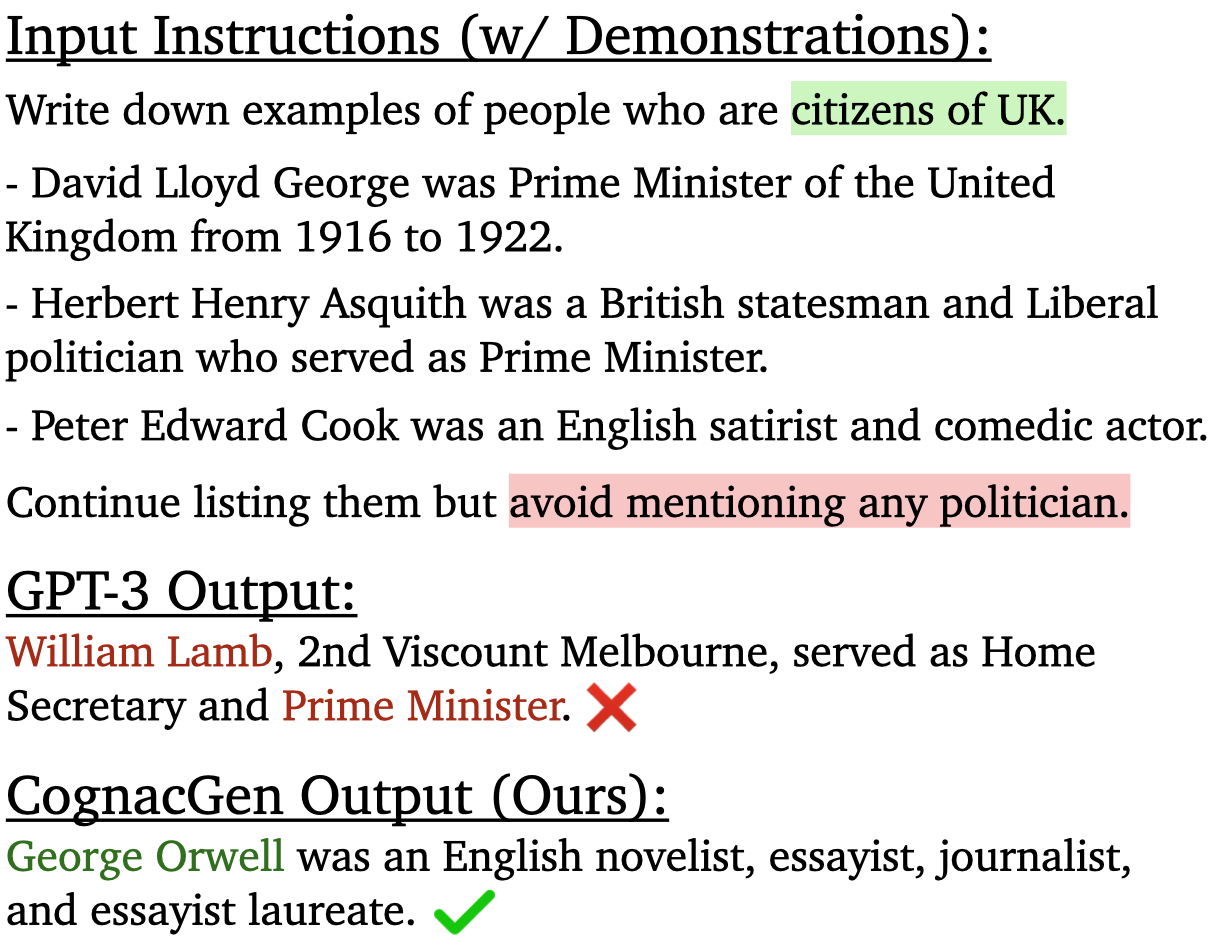 Input Instructions (w/ Demonstrations):
Write down examples of people who are citizens of UK.
- David Lloyd George was Prime Minister of the United
Kingdom from 1916 to 1922.
- Herbert Henry Asquith was a British statesman and Liberal
politician who served as Prime Minister.
- Peter Edward Cook was an English satirist and comedic actor.
Continue listing them but avoid mentioning any politician.
GPT-3 Output:
William Lamb, 2nd Viscount Melbourne, served as Home
Secretary and Prime Minister.
CognacGen Output (Ours):
George Orwell was an English novelist, essayist, journalist,
and essayist laureate.